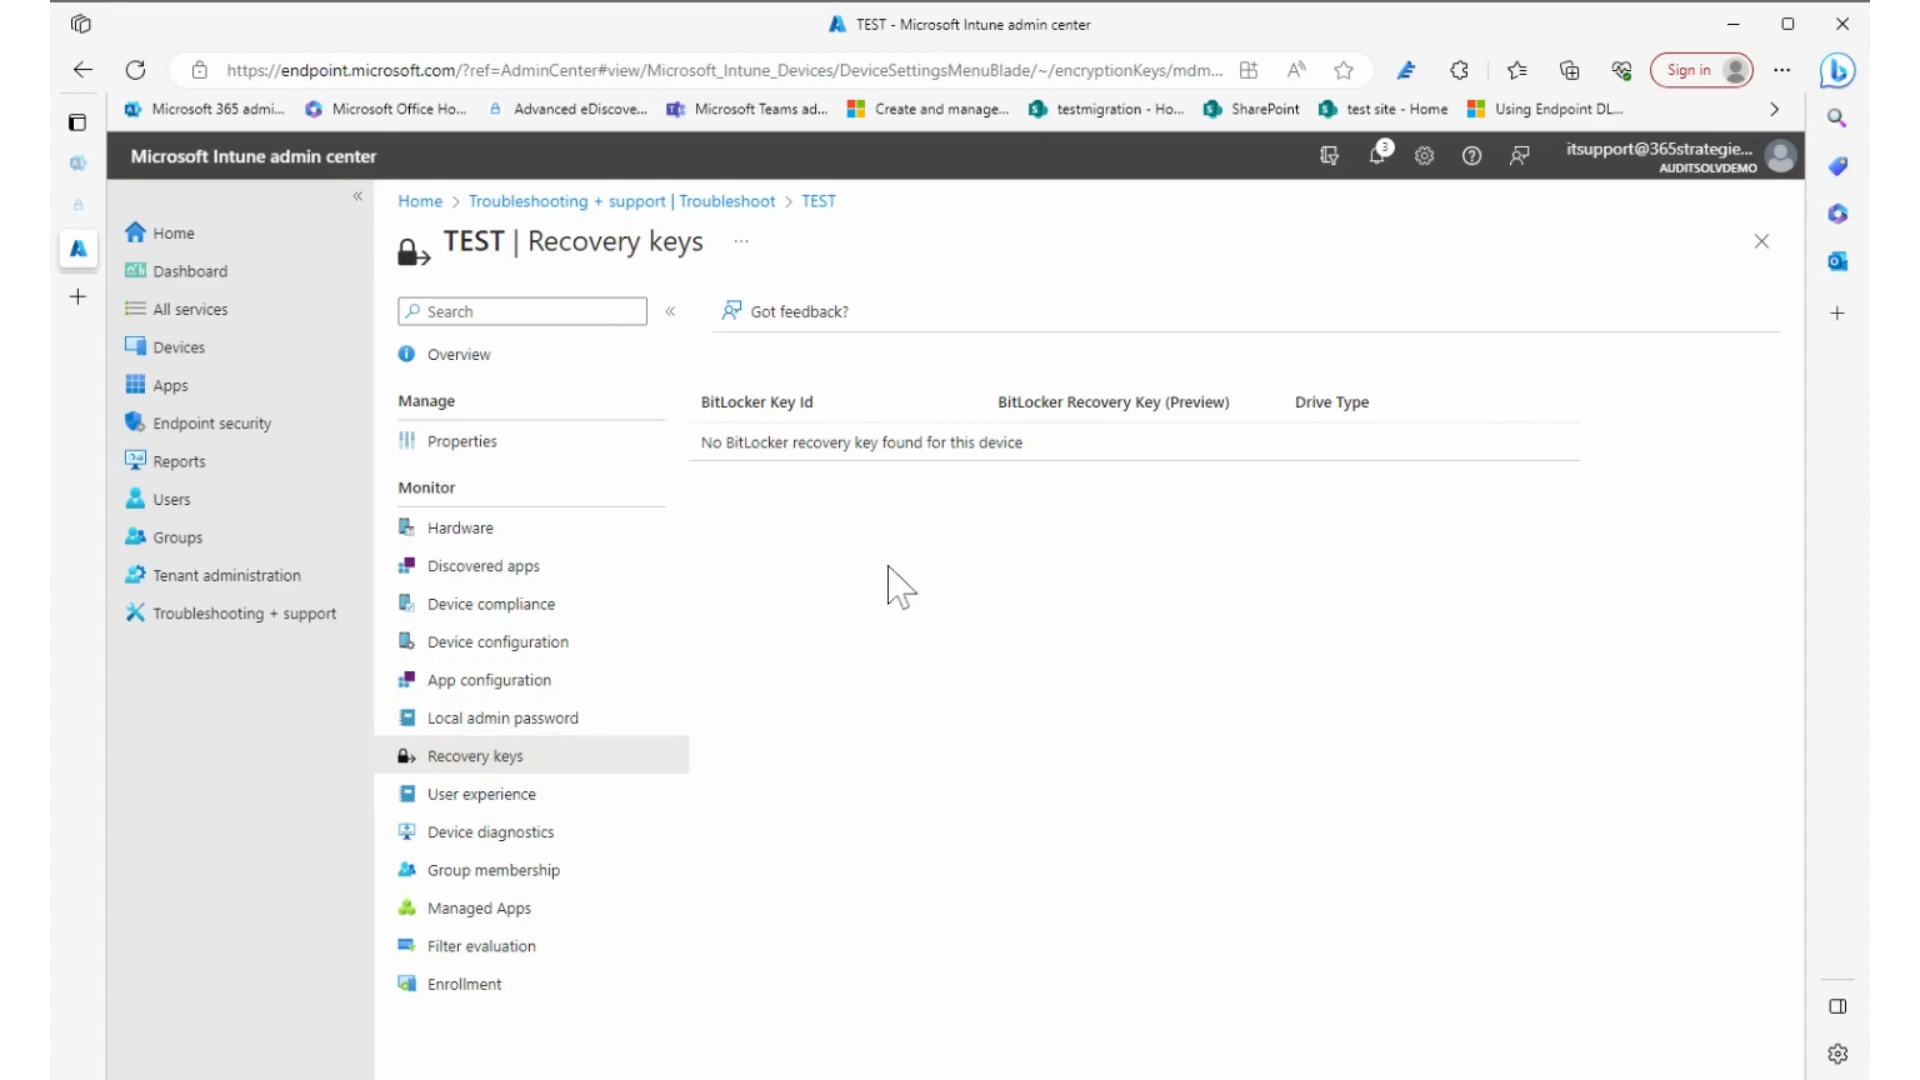 TEST - Microsoft Intune admin center
https://endpoint.microsoft.com/?ref=AdminCenter#view/Microsoft_Intune_Devices/DeviceSettingsMenuBlade/~/encryptionKeys/mdm...
Sign in
Microsoft 365 admi...
Microsoft Office Ho...
Advanced eDiscove...
Microsoft Teams ad...
Create and manage...
testmigration - Ho...
SharePoint
test site - Home
Using Endpoint DL...
Microsoft Intune admin center
3
itsupport@365strategie...
AUDITSOLVDEMO
Home
Dashboard
All services
Devices
Apps
Endpoint security
Reports
Users
Groups
Tenant administration
Troubleshooting + support
Home > Troubleshooting + support | Troubleshoot > TEST
TEST | Recovery keys ...
Search
Overview
Manage
Properties
Monitor
Hardware
Discovered apps
Device compliance
Device configuration
App configuration
Local admin password
Recovery keys
User experience
Device diagnostics
Group membership
Managed Apps
Filter evaluation
Enrollment
Got feedback?
BitLocker Key Id BitLocker Recovery Key (Preview) Drive Type
No BitLocker recovery key found for this device